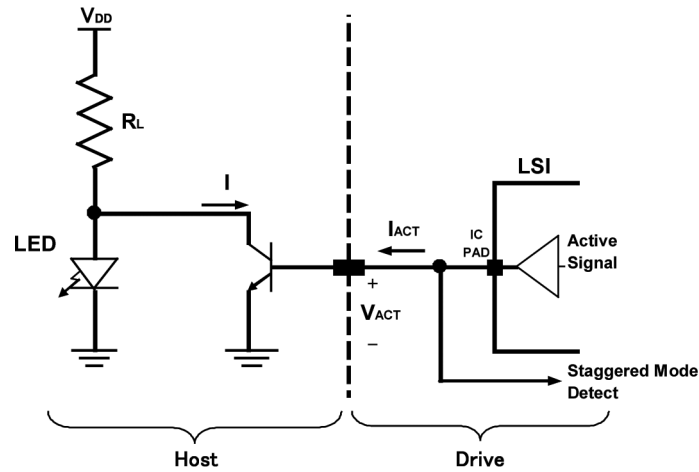 VDD
RL
I
LED
LSI
IACT
IC
PAD
Active
Signal
+
VACT
–
Staggered Mode
Detect
Host
Drive